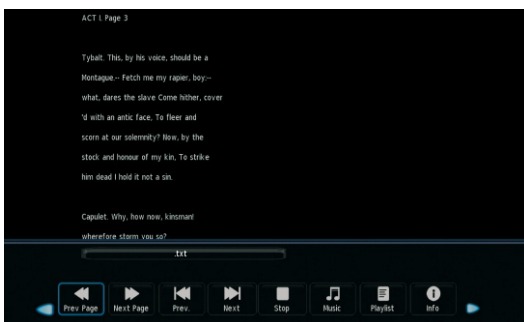 ACT I. Page 3
Tybalt. This, by his voice, should be a
Montague.-- Fetch me my rapier, boy:--
what, dares the slave Come hither, cover
'd with an antic face, To fleer and
scorn at our solemnity? Now, by the
stock and honour of my kin, To strike
him dead I hold it not a sin.
Capulet. Why, how now, kinsman!
wherefore storm you so?
.txt
Prev Page Next Page Prev. Next Stop Music Playlist Info